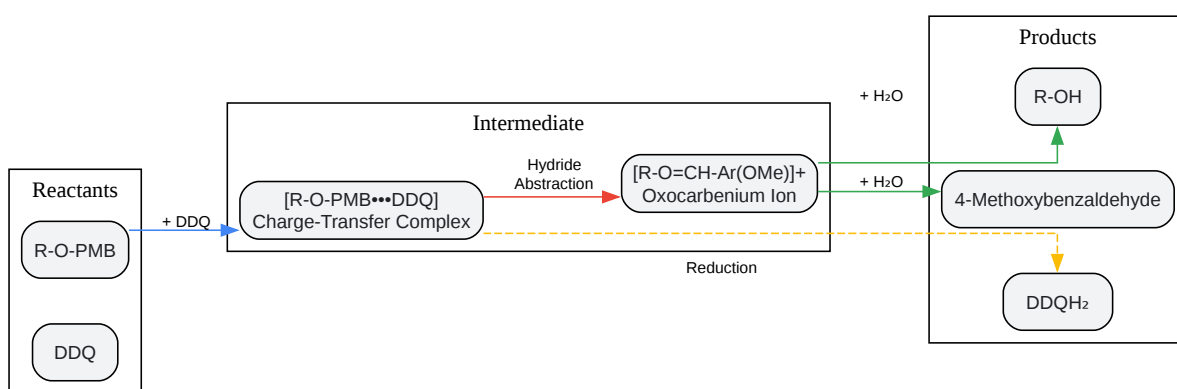 Reactants
R-O-PMB
DDQ
+ DDQ
Intermediate
[R-O-PMB•••DDQ]
Charge-Transfer Complex
Hydride
Abstraction
[R-O=CH-Ar(OMe)]+
Oxocarbenium Ion
Reduction
+ H₂O
+ H₂O
Products
R-OH
4-Methoxybenzaldehyde
DDQH₂